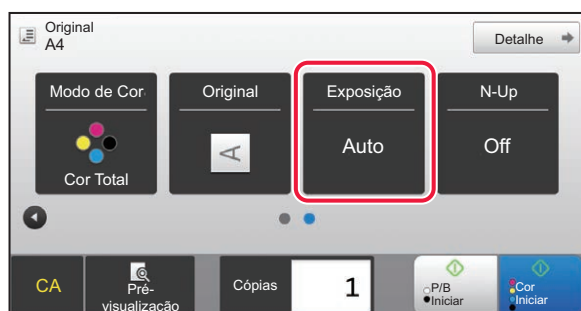 Original
A4
Detalhe
Modo de Cor
Original
Exposição
N-Up
A
Auto
Off
Cor Total
CA
Pré-
visualização
Cópias
1
P/B
Iniciar
Cor
Iniciar